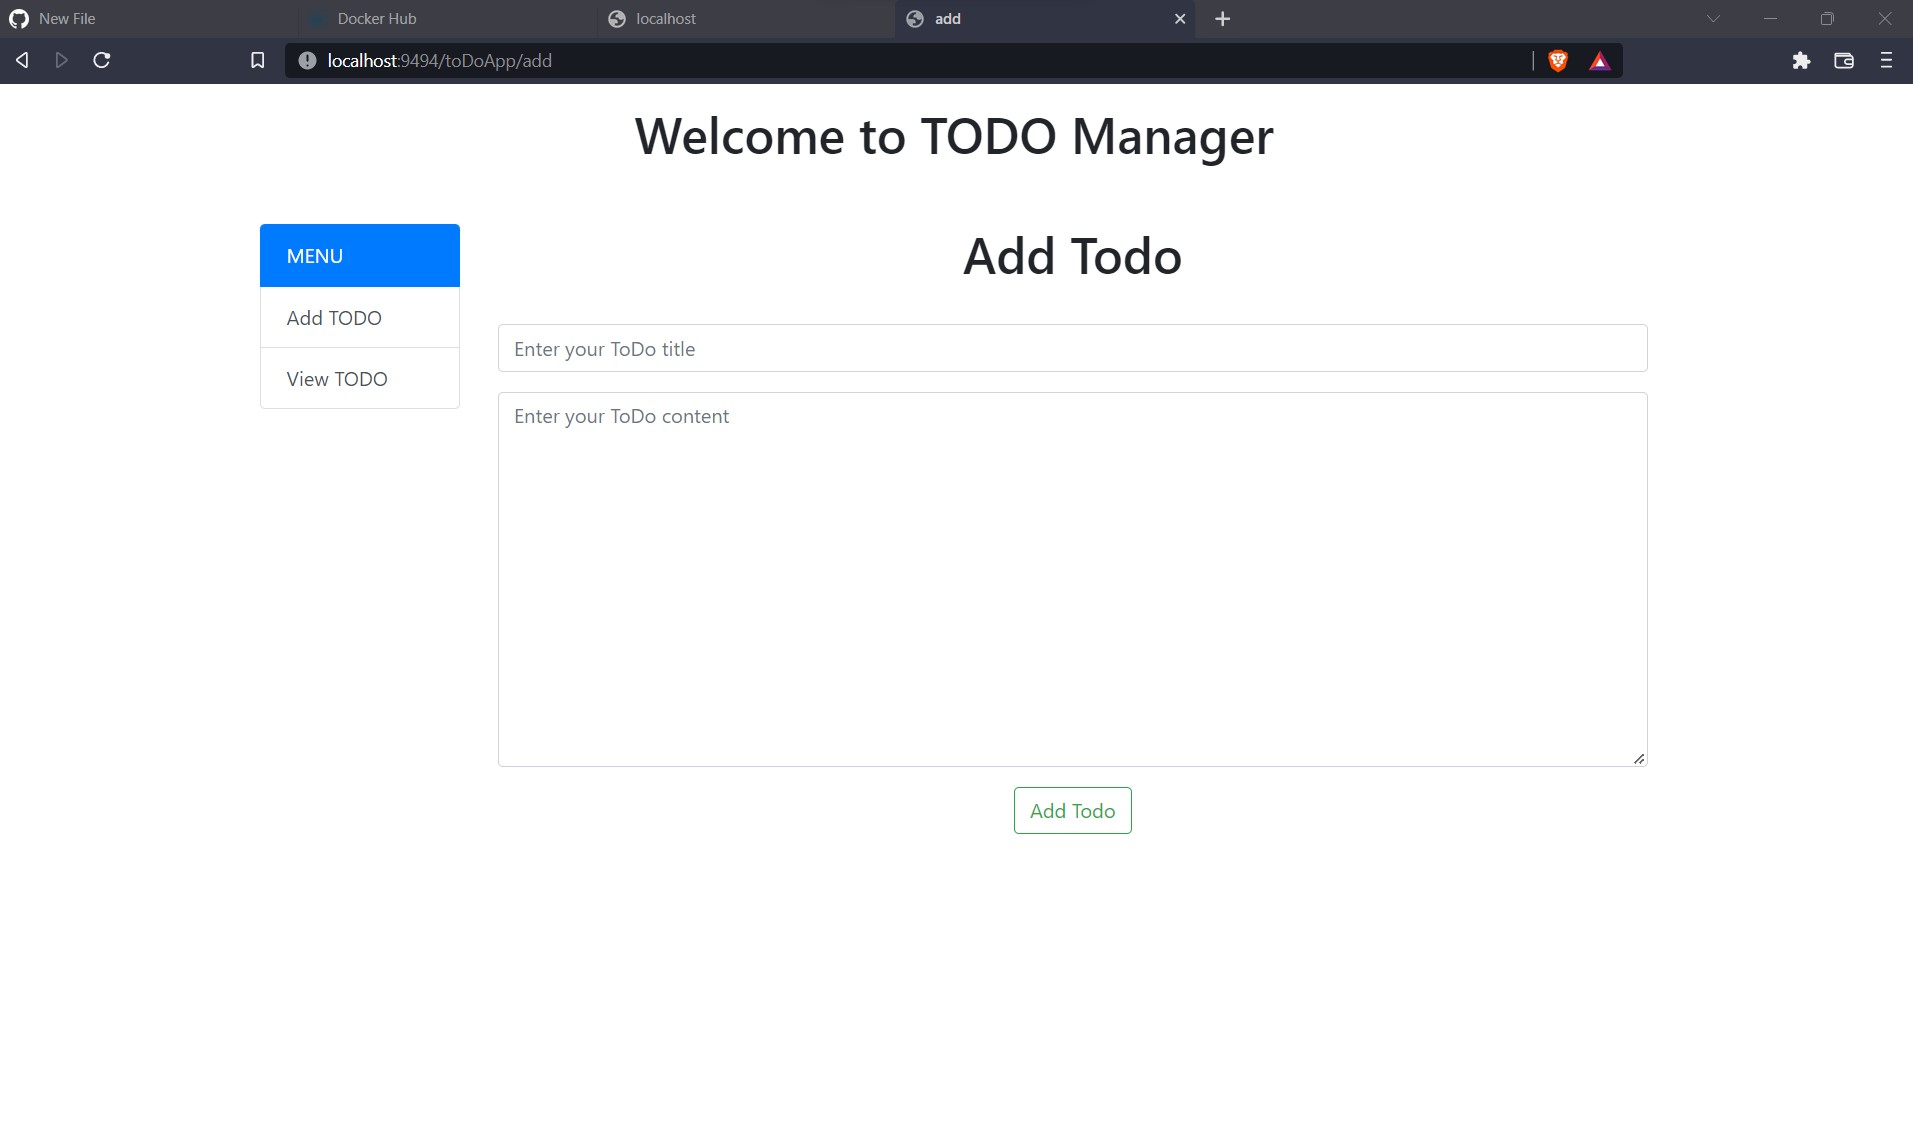 New File
Docker Hub
localhost
add
localhost:9494/toDoApp/add
Welcome to TODO Manager
MENU
Add TODO
View TODO
Add Todo
Enter your ToDo title
Enter your ToDo content
Add Todo